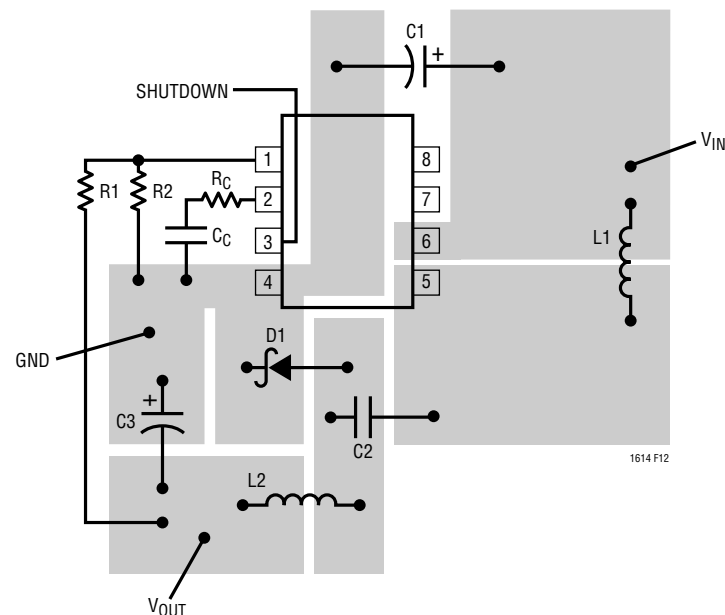 C1
+
SHUTDOWN
1
8
V_IN
R1
R2
R_C
2
7
C_C
3
6
L1
4
5
GND
D1
+
C3
C2
1614 F12
L2
V_OUT